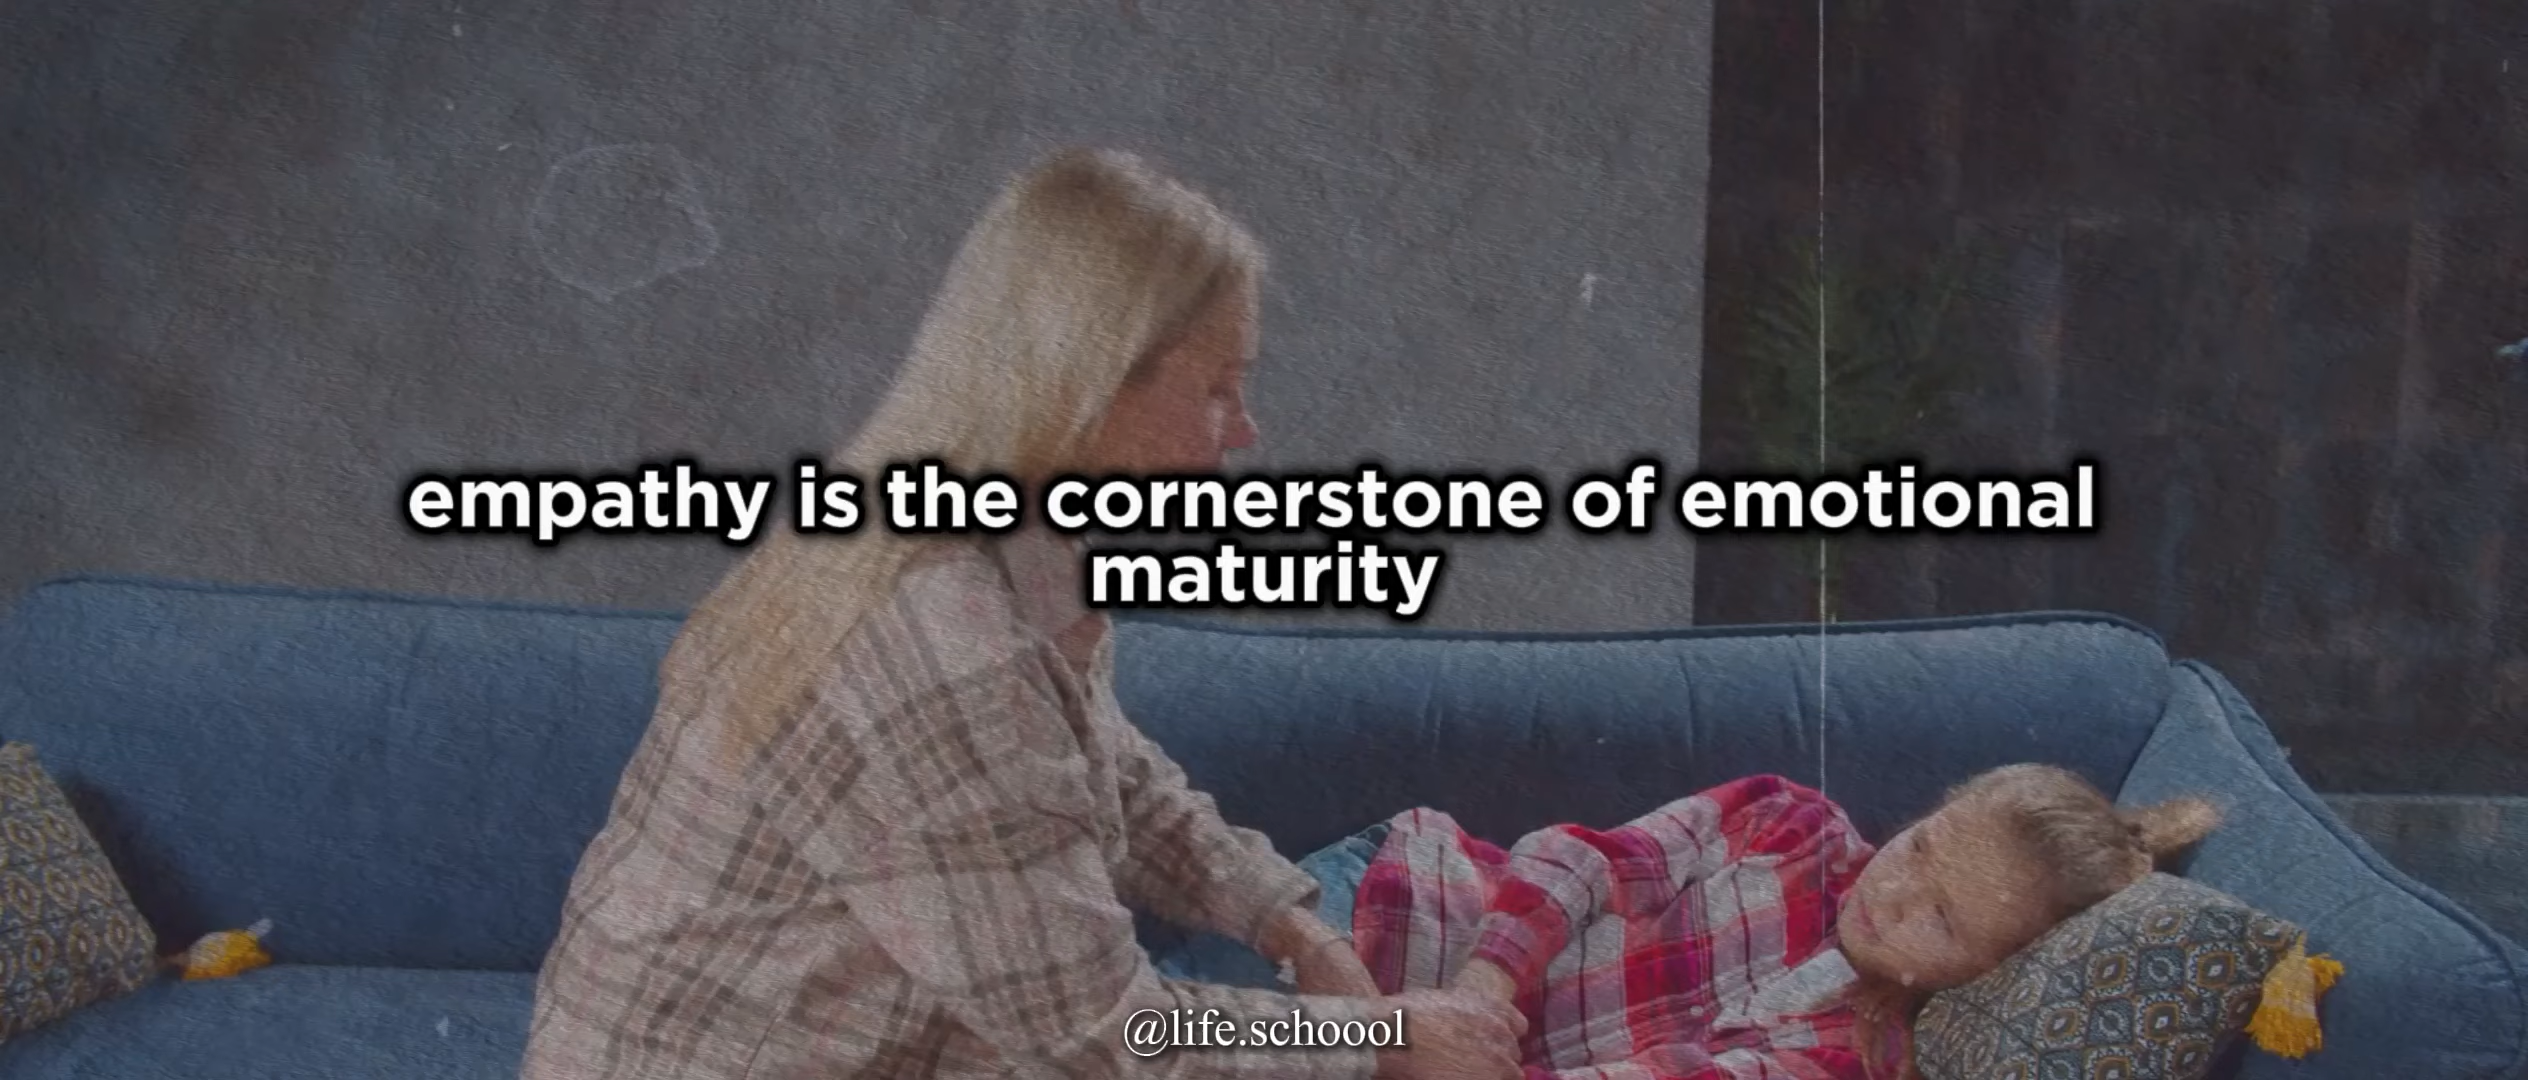 empathy is the cornerstone of emotional
maturity
@life.schoool